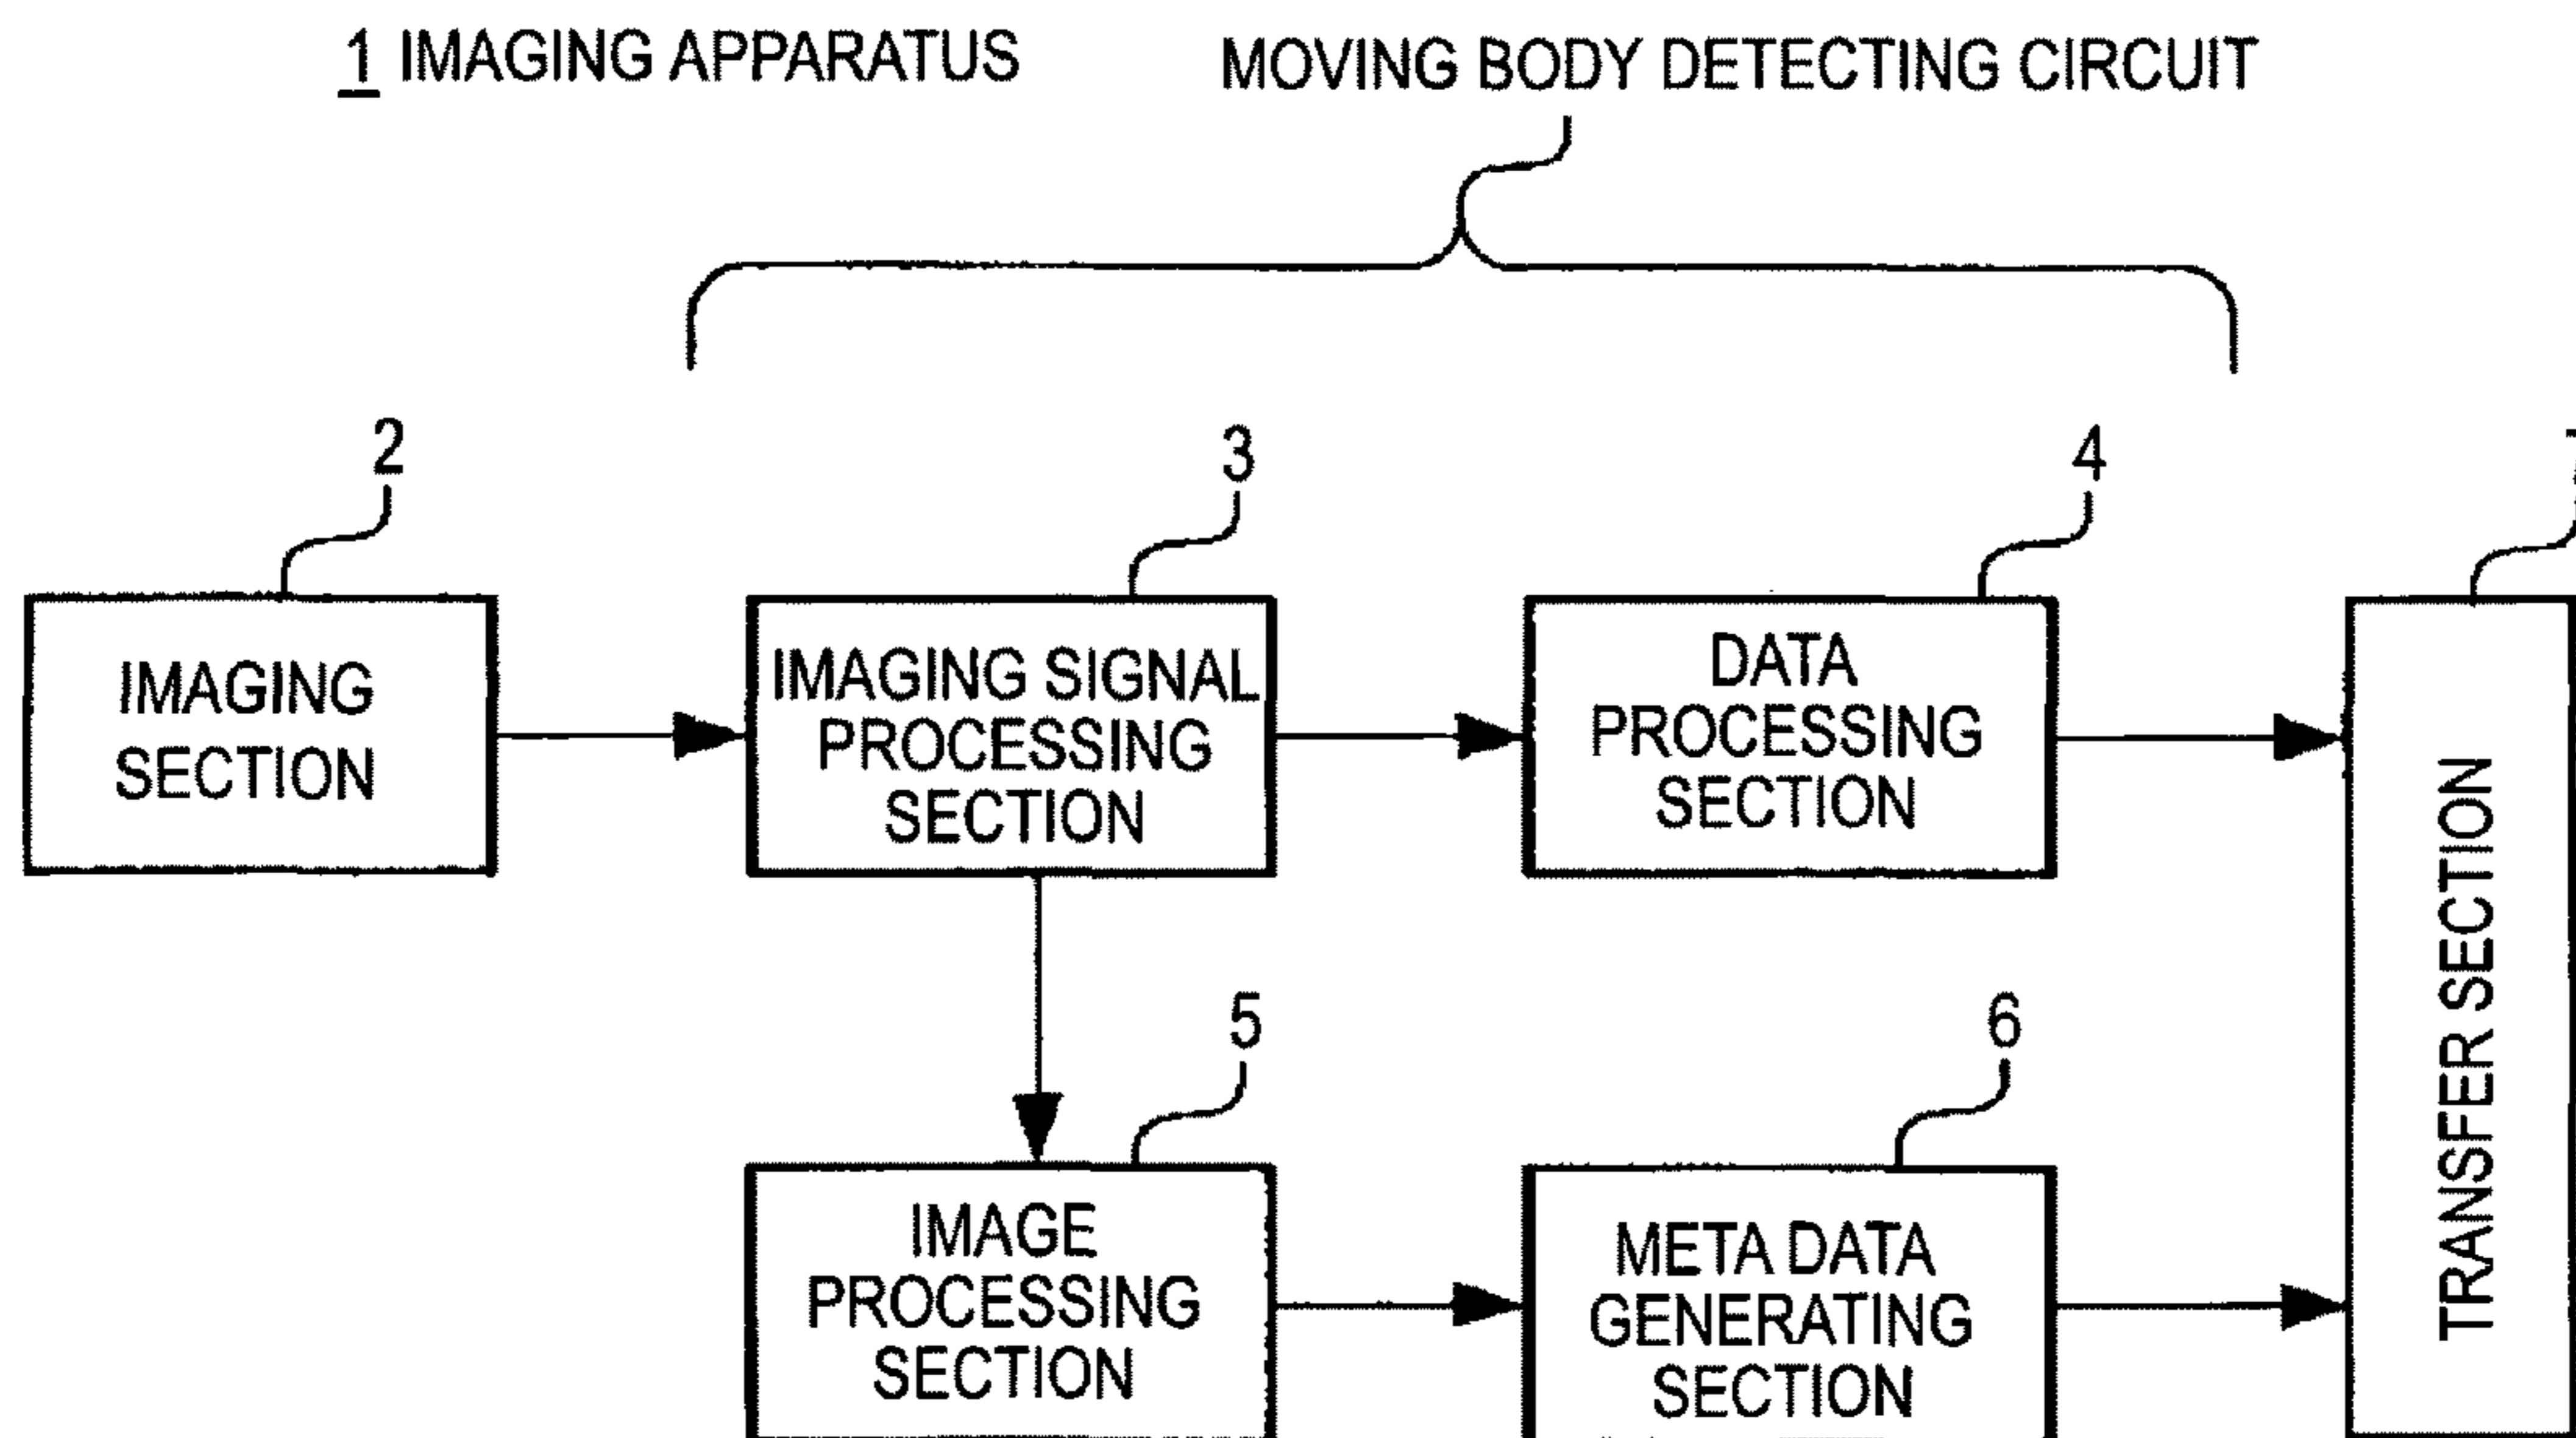 1 IMAGING APPARATUS
MOVING BODY DETECTING CIRCUIT
2
3
4
IMAGING
SECTION
IMAGING SIGNAL
PROCESSING
SECTION
DATA
PROCESSING
SECTION
TRANSFER SECTION
5
6
IMAGE
PROCESSING
SECTION
META DATA
GENERATING
SECTION